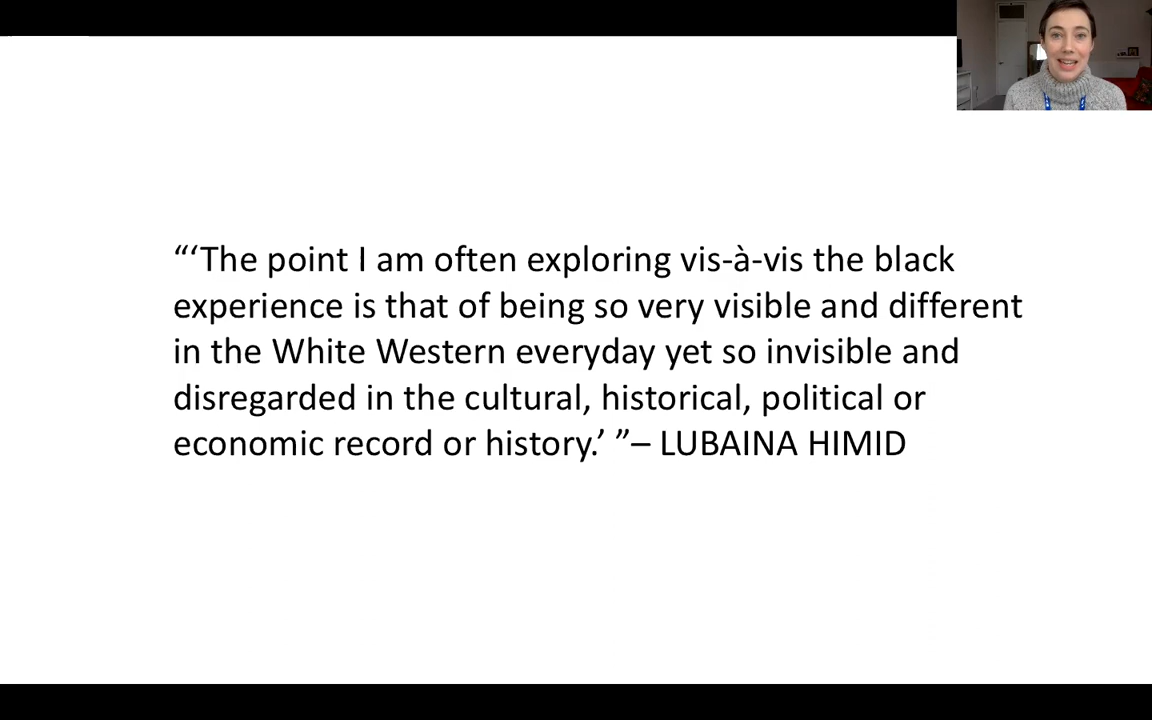 “‘The point I am often exploring vis-à-vis the black
experience is that of being so very visible and different
in the White Western everyday yet so invisible and
disregarded in the cultural, historical, political or
economic record or history.’ ”– LUBAINA HIMID